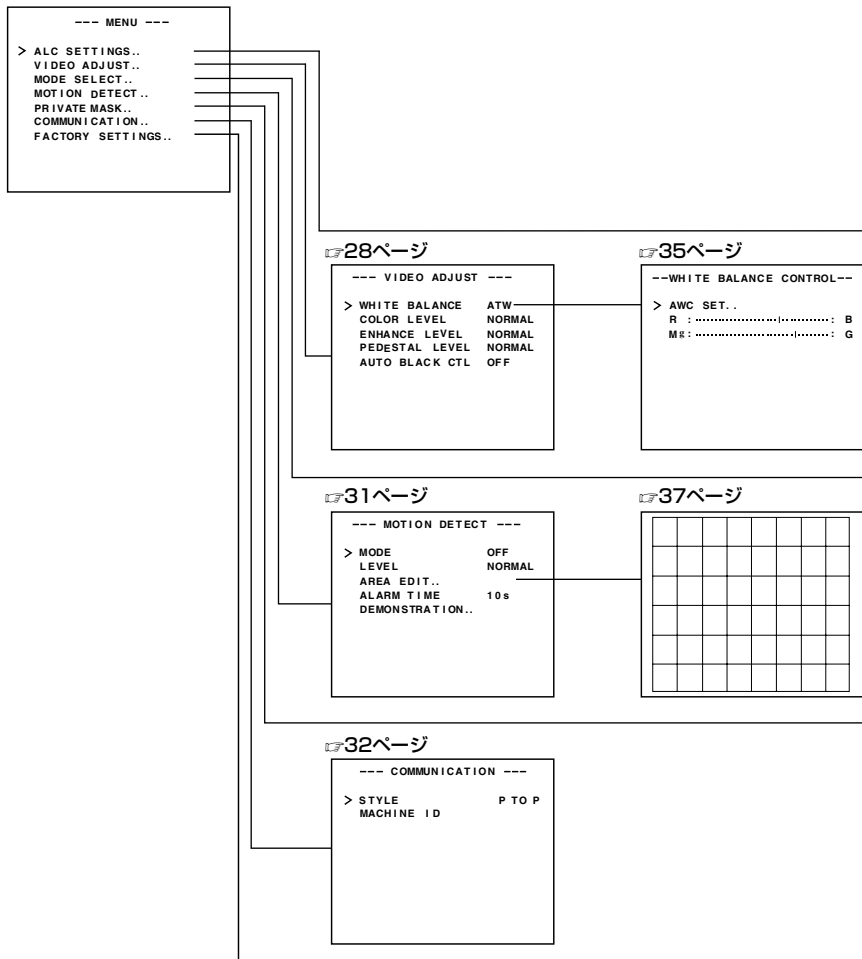 --- MENU ---
> ALC SETTINGS..
VIDEO ADJUST..
MODE SELECT..
MOTION DETECT..
PRIVATE MASK..
COMMUNICATION..
FACTORY SETTINGS..
☞28ページ
--- VIDEO ADJUST ---
> WHITE BALANCE ATW
COLOR LEVEL NORMAL
ENHANCE LEVEL NORMAL
PEDESTAL LEVEL NORMAL
AUTO BLACK CTL OFF
☞35ページ
--WHITE BALANCE CONTROL--
> AWC SET..
R : ...................|........... : B
Mg: .......................|........ : G
☞31ページ
--- MOTION DETECT ---
> MODE OFF
LEVEL NORMAL
AREA EDIT..
ALARM TIME 10s
DEMONSTRATION..
☞37ページ
☞32ページ
--- COMMUNICATION ---
> STYLE P TO P
MACHINE ID